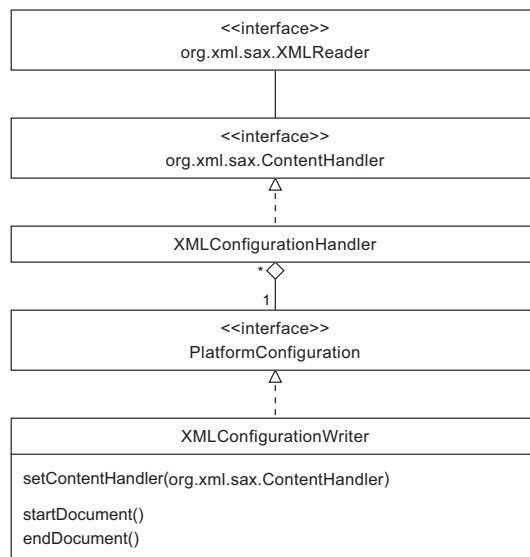 <<interface>>
org.xml.sax.XMLReader
<<interface>>
org.xml.sax.ContentHandler
XMLConfigurationHandler
*
1
<<interface>>
PlatformConfiguration
XMLConfigurationWriter
setContentHandler(org.xml.sax.ContentHandler)
startDocument()
endDocument()